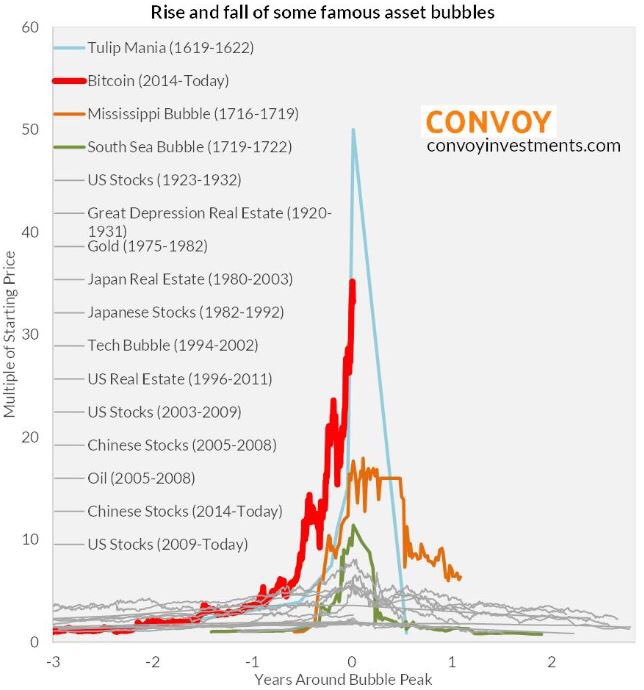 Rise and fall of some famous asset bubbles
60
50
40
30
20
10
0
Multiple of Starting Price
Tulip Mania (1619-1622)
Bitcoin (2014-Today)
Mississippi Bubble (1716-1719)
South Sea Bubble (1719-1722)
US Stocks (1923-1932)
Great Depression Real Estate (1920-
1931)
Gold (1975-1982)
Japan Real Estate (1980-2003)
Japanese Stocks (1982-1992)
Tech Bubble (1994-2002)
US Real Estate (1996-2011)
US Stocks (2003-2009)
Chinese Stocks (2005-2008)
Oil (2005-2008)
Chinese Stocks (2014-Today)
US Stocks (2009-Today)
CONVOY
convoyinvestments.com
-3 -2 -1 0 1 2
Years Around Bubble Peak